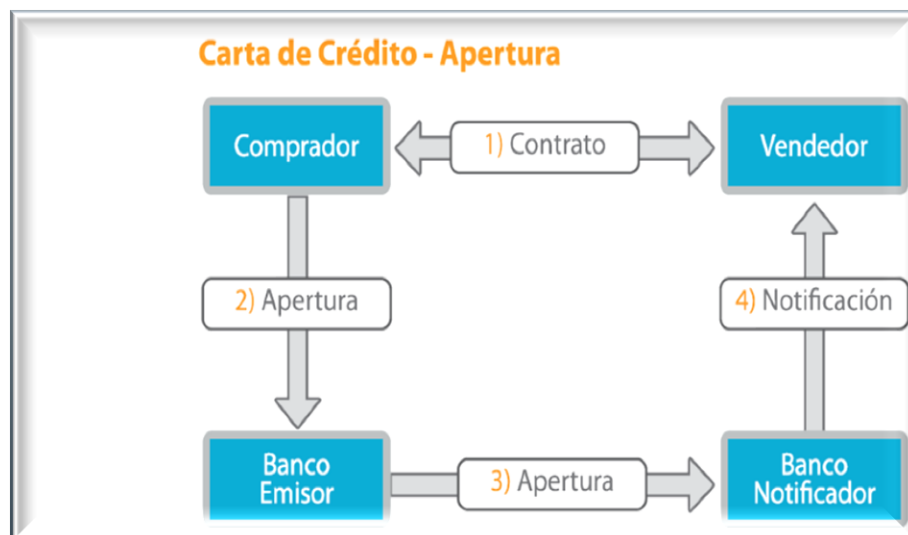 Carta de Crédito - Apertura
Comprador
1) Contrato
Vendedor
2) Apertura
4) Notificación
Banco
Emisor
3) Apertura
Banco
Notificador